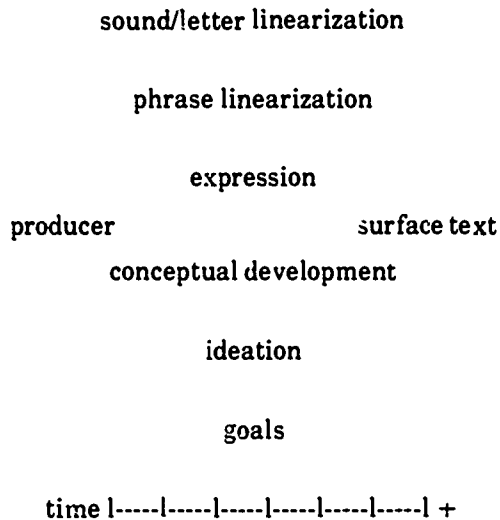 sound/letter linearization
phrase linearization
expression
producer surface text
conceptual development
ideation
goals
time l-----l-----l-----l-----l-----l-----l +